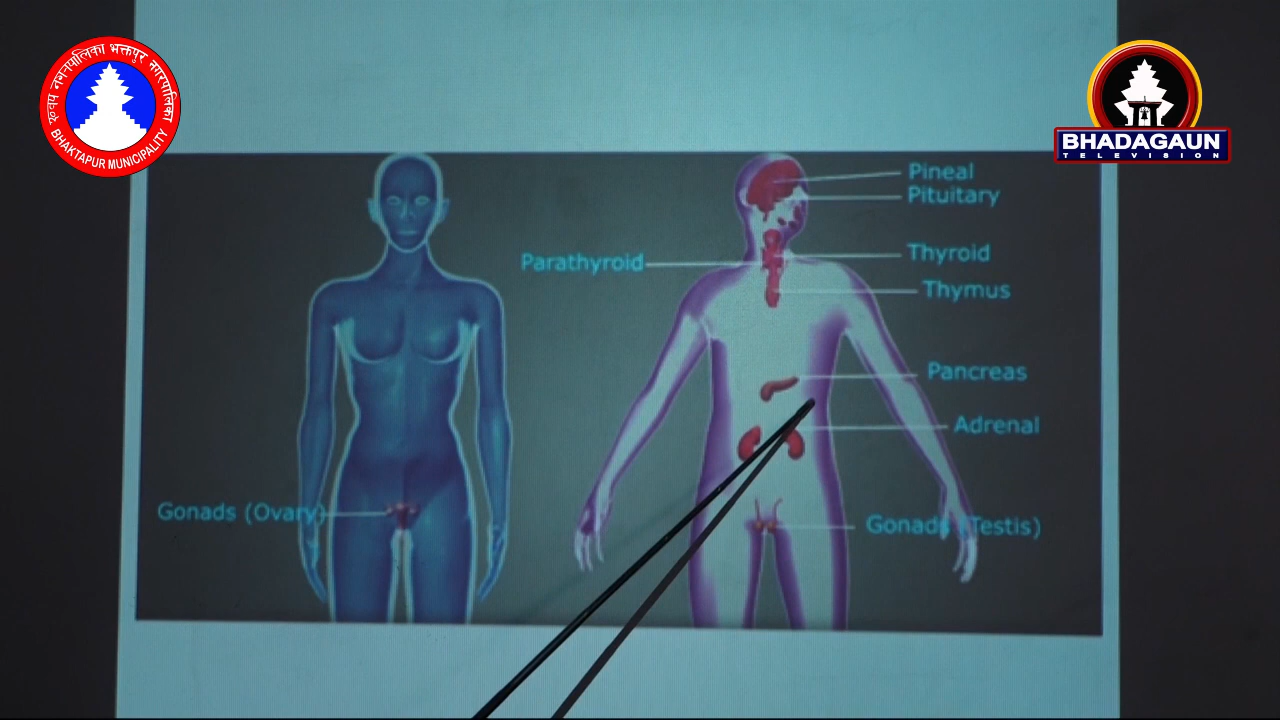 भक्तपुर नगरपालिका
BHAKTAPUR MUNICIPALITY
BHADAGAUN
TELEVISION
Pineal
Pituitary
Thyroid
Parathyroid
Thymus
Pancreas
Adrenal
Gonads (Ovary)
Gonads (Testis)